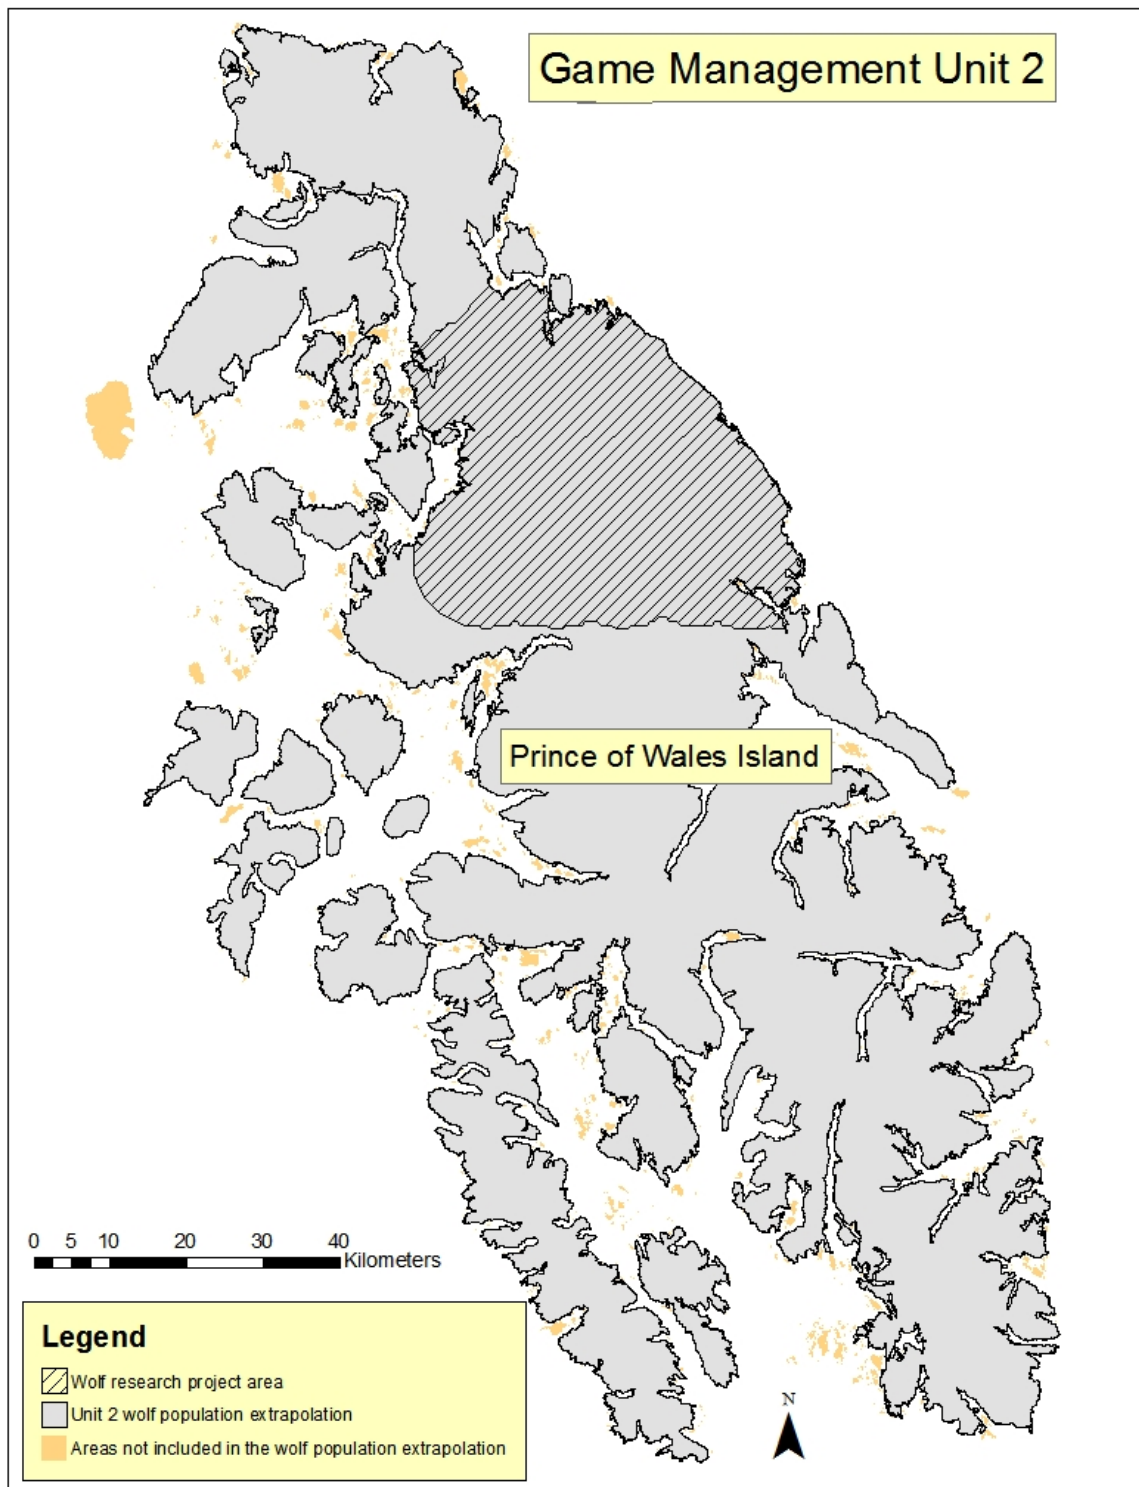 Game Management Unit 2
Prince of Wales Island
0 5 10 20 30 40
Kilometers
Legend
Wolf research project area
Unit 2 wolf population extrapolation
Areas not included in the wolf population extrapolation
N